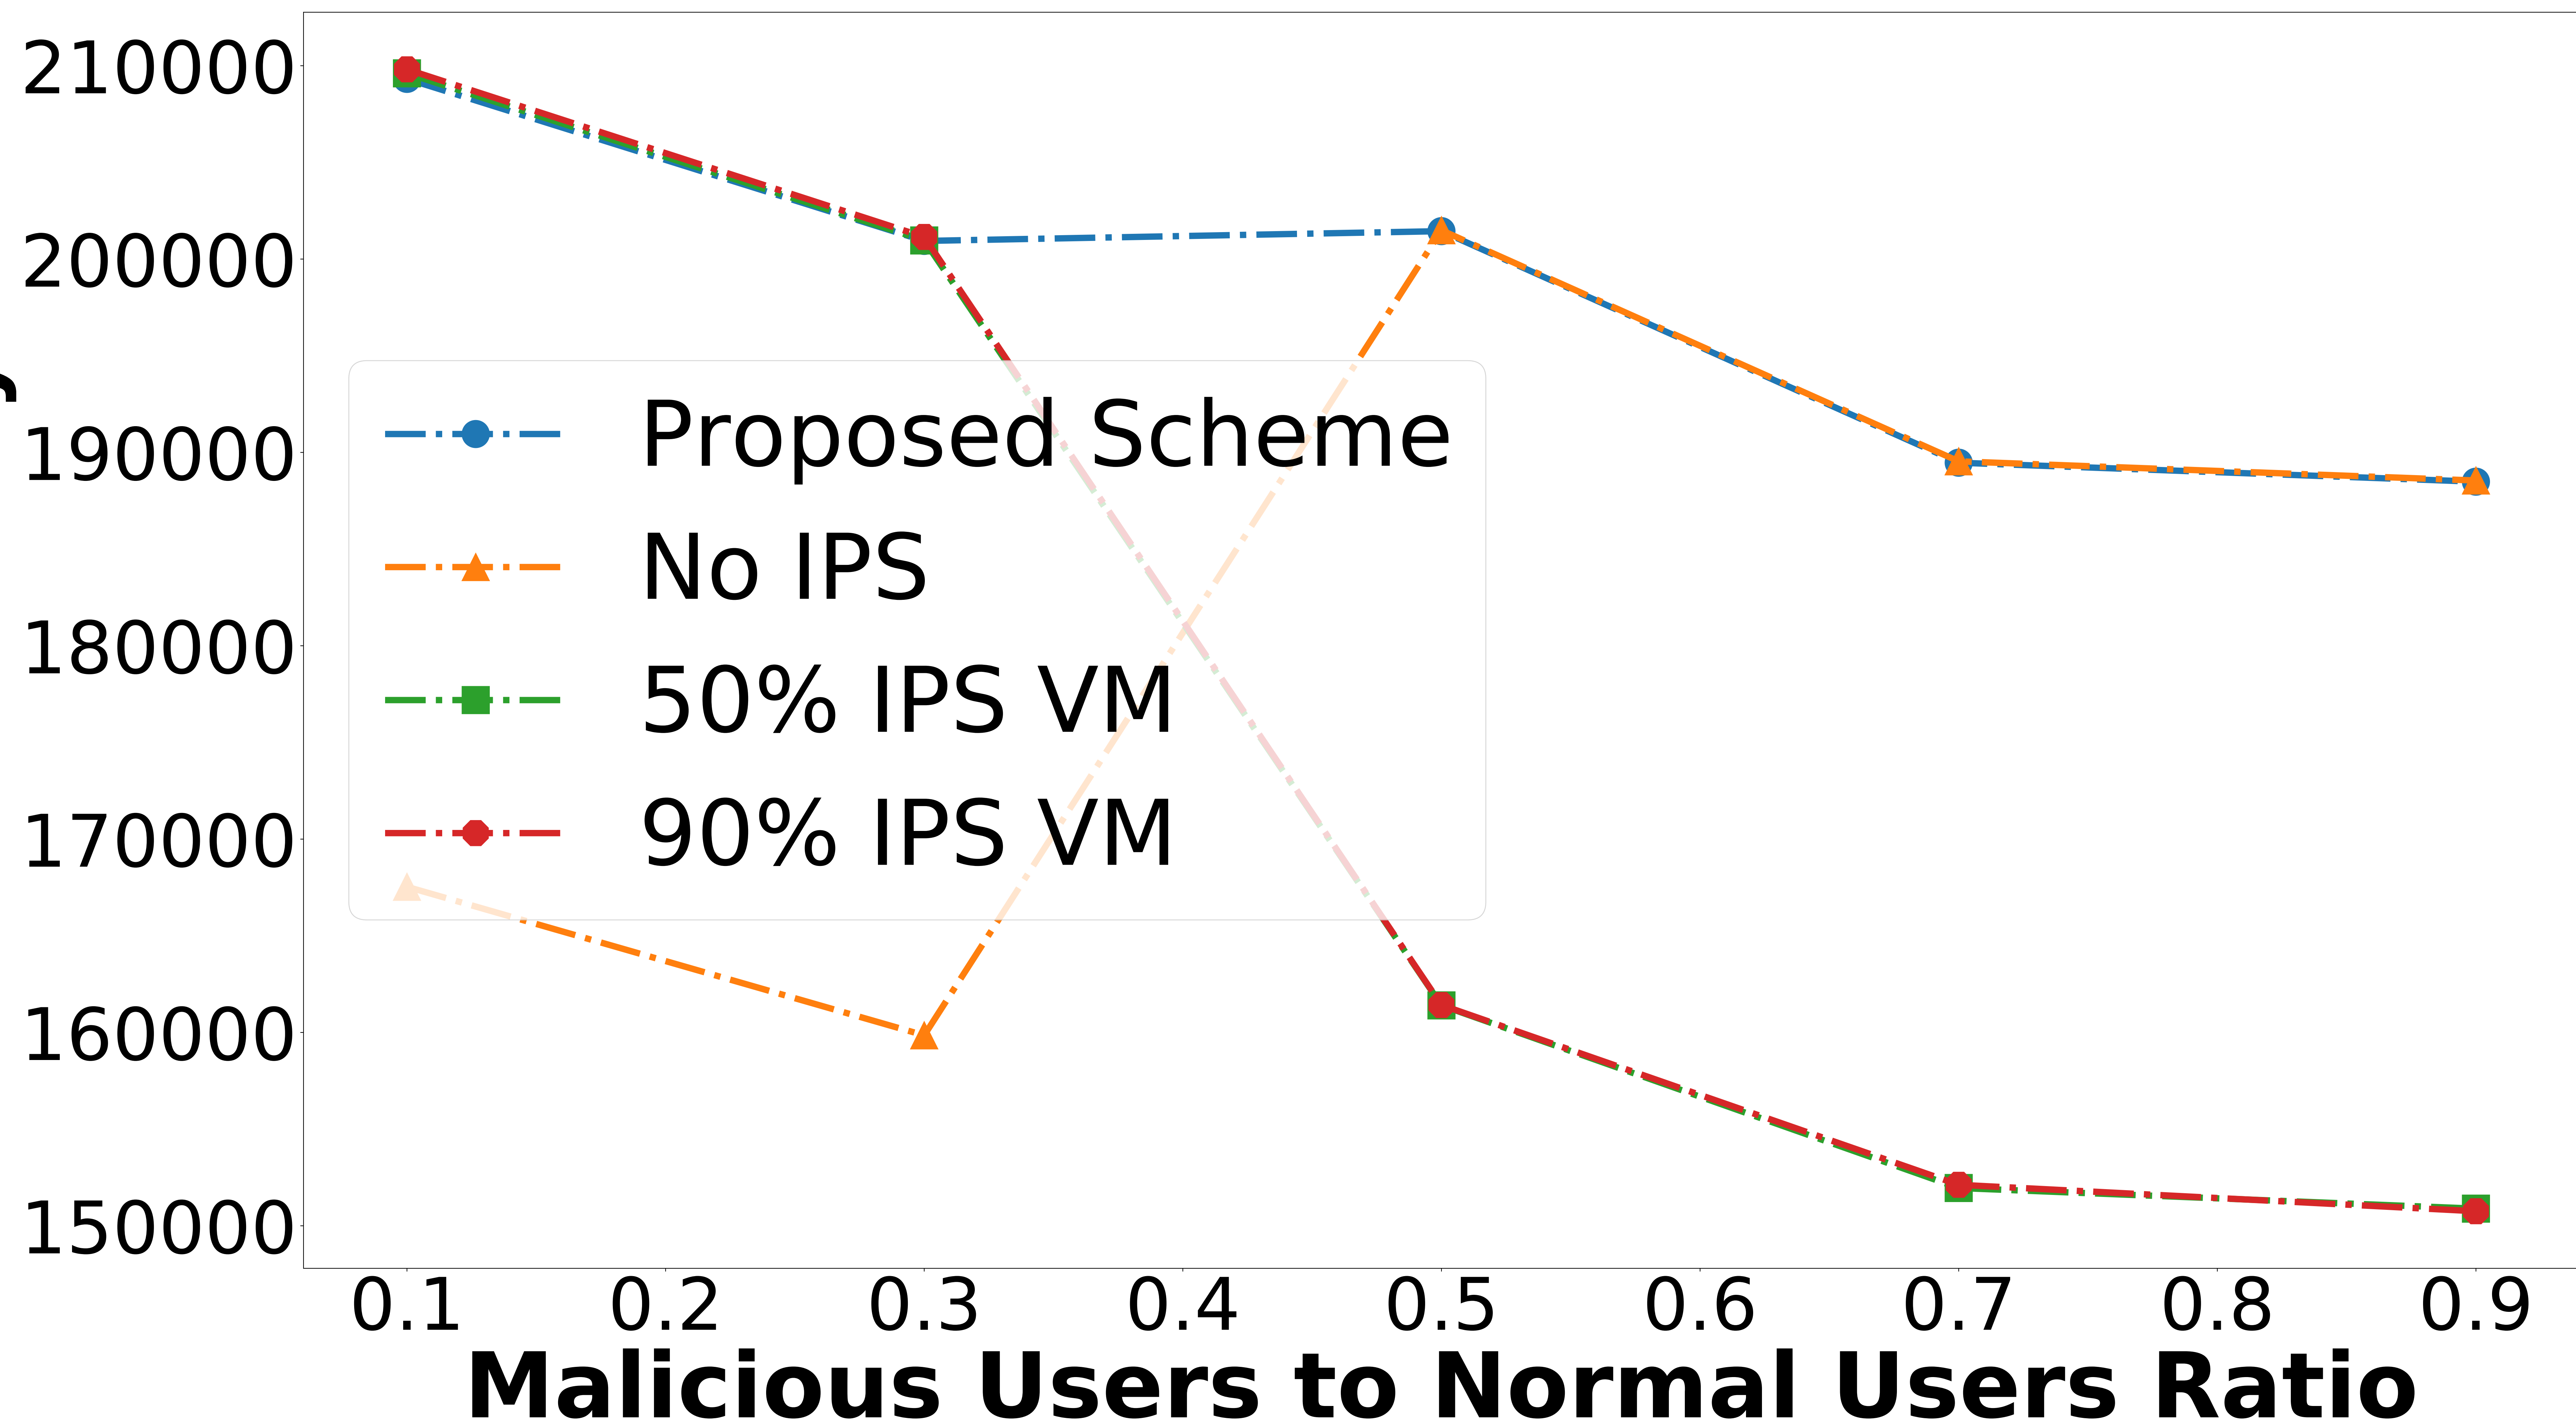 210000
200000
190000
180000
170000
160000
150000
Proposed Scheme
No IPS
50% IPS VM
90% IPS VM
0.1 0.2 0.3 0.4 0.5 0.6 0.7 0.8 0.9
Malicious Users to Normal Users Ratio